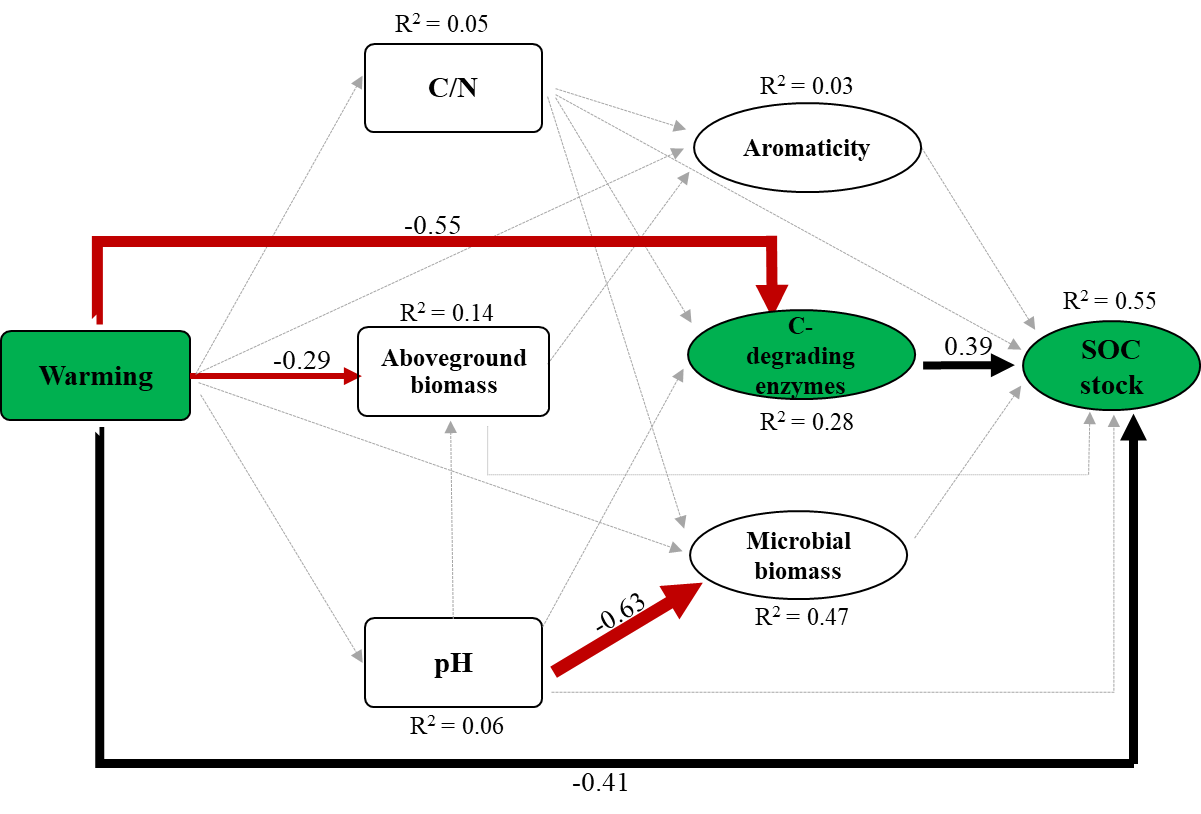 R² = 0.05
C/N
R² = 0.03
Aromaticity
-0.55
R² = 0.14
Aboveground
biomass
Warming
-0.29
C-
degrading
enzymes
R² = 0.28
0.39
R² = 0.55
SOC
stock
Microbial
biomass
R² = 0.47
-0.63
pH
R² = 0.06
-0.41